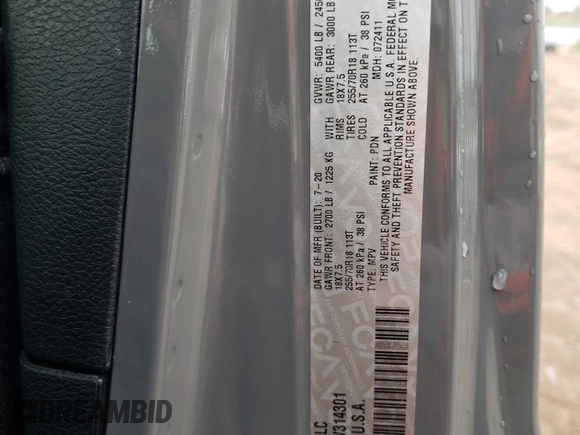 LC
DATE OF MFR (BUILT): 7-20
GVWR: 5400 LB / 245
GAWR FRONT: 2700 LB / 1225 KG WITH
GAWR REAR: 3000 LB
18X7.5 RIMS
18X7.5
255/70R18 113T TIRES
255/70R18 113T
AT 260 kPa / 38 PSI COLD
AT 260 kPa / 38 PSI
TYPE: MPV PAINT: PDN MDH: 072411
THIS VEHICLE CONFORMS TO ALL APPLICABLE U.S.A. FEDERAL
SAFETY AND THEFT PREVENTION STANDARDS IN EFFECT ON
MANUFACTURE SHOWN ABOVE.
314301
U.S.A.
DREAMBID